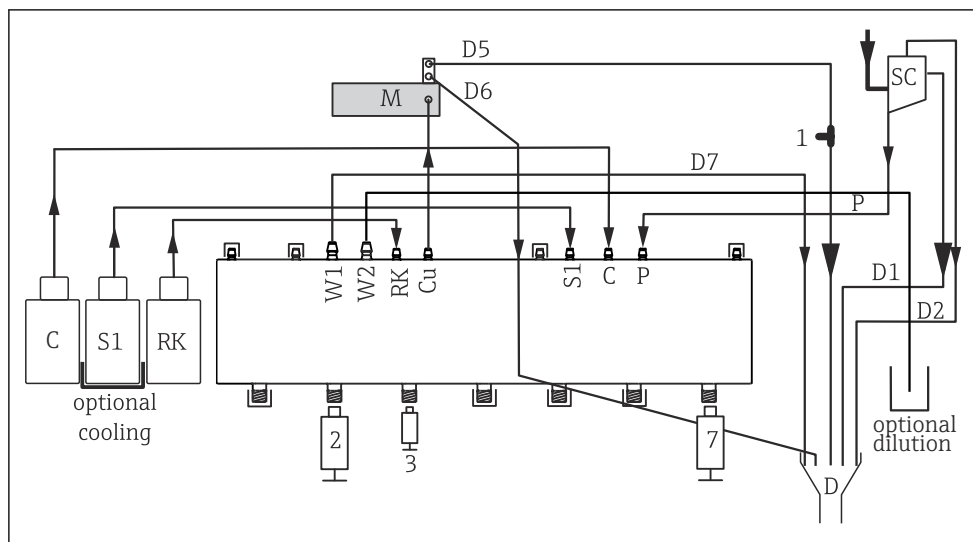 D5
SC
M
D6
1
D7
P
W1
W2
RK
Cu
S1
C
P
D1
D2
C
S1
RK
optional
cooling
2
3
7
optional
dilution
D